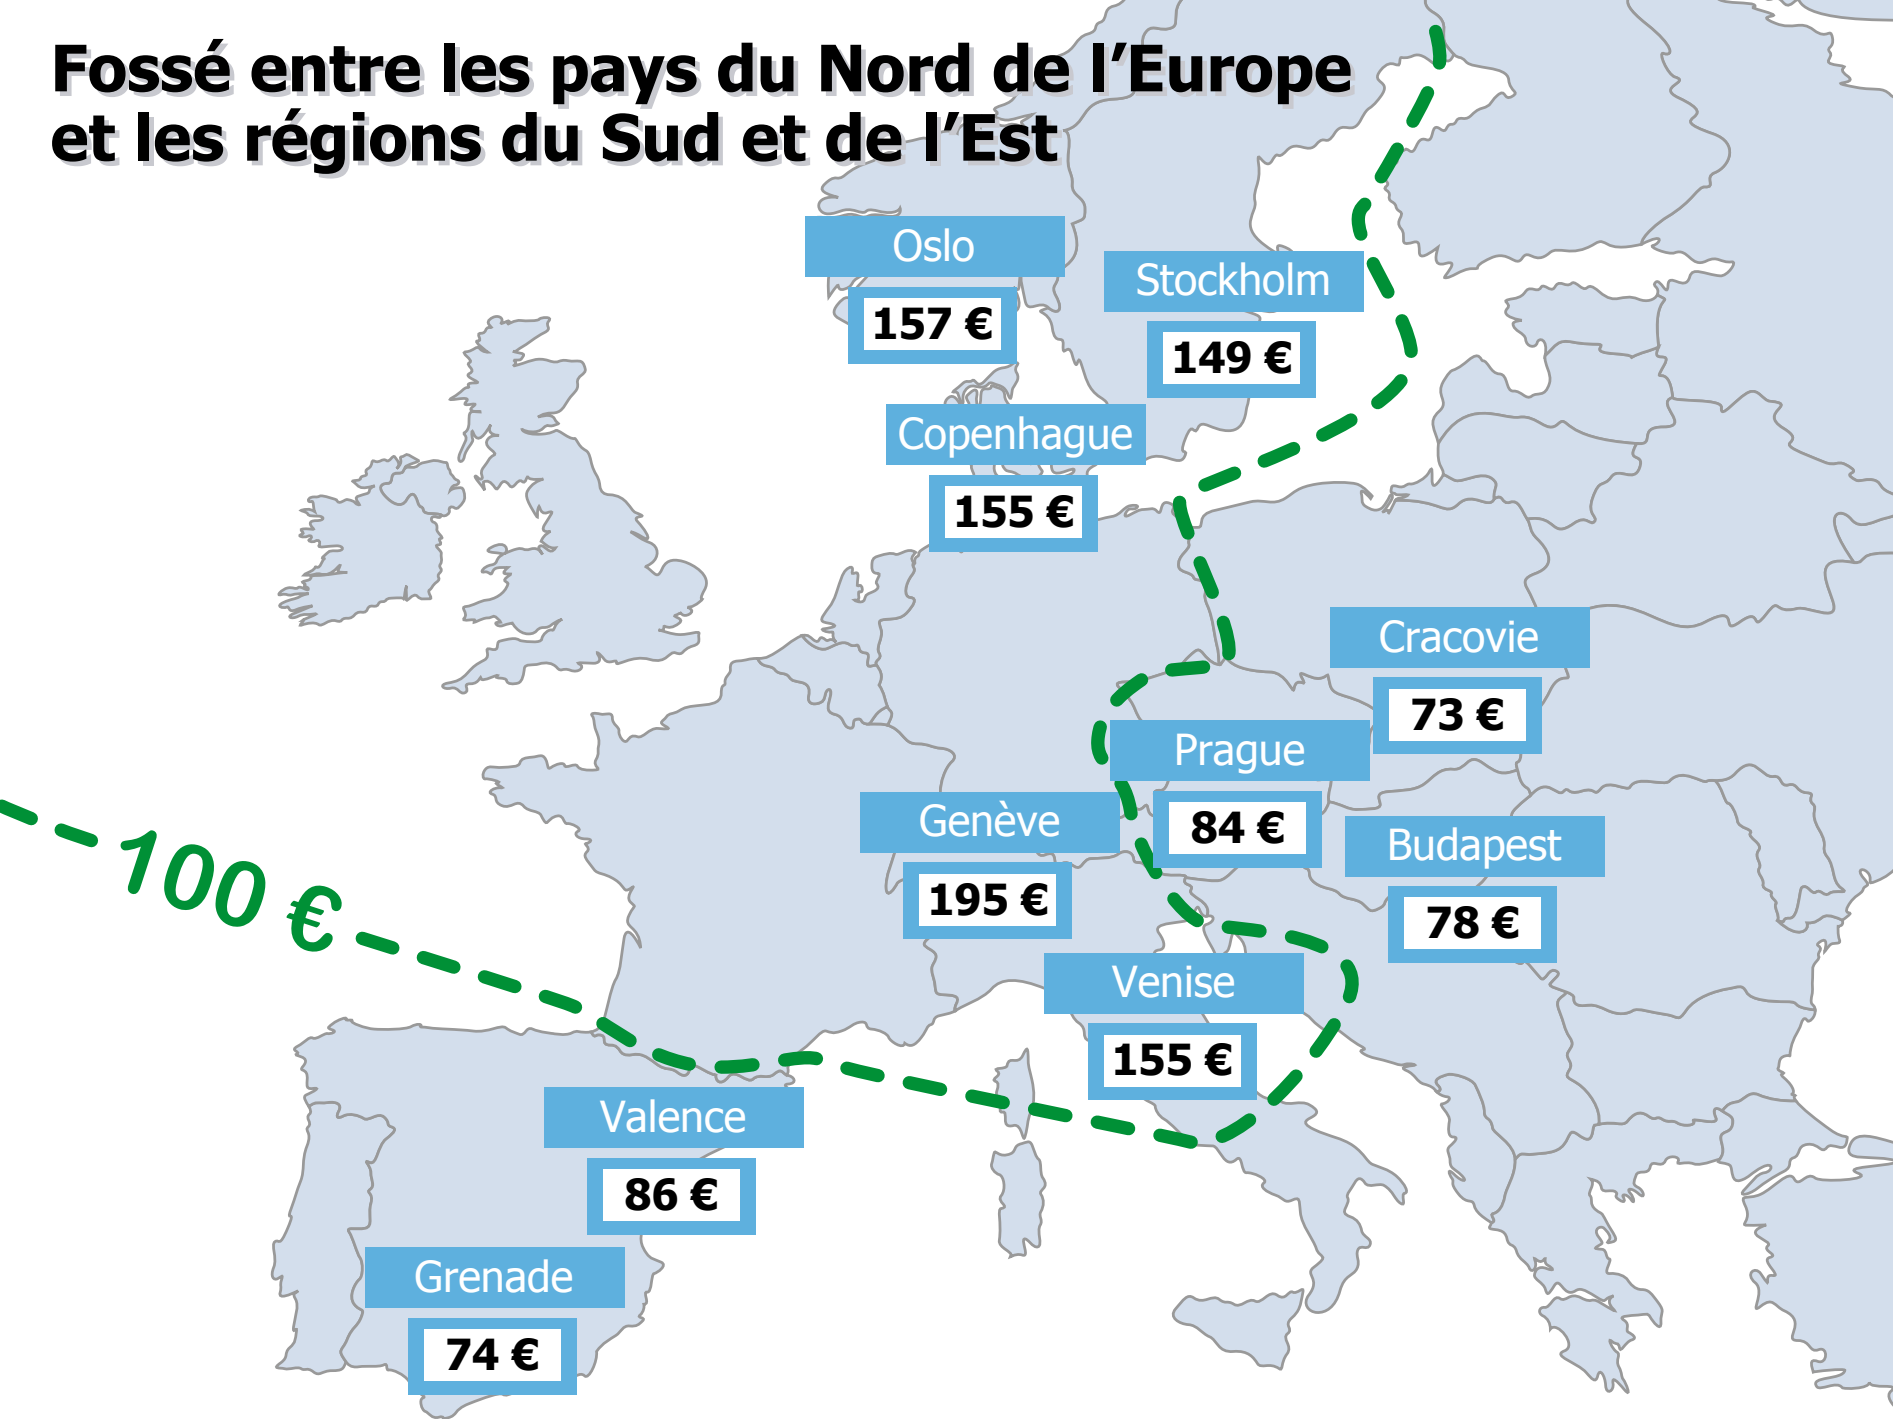 Fossé entre les pays du Nord de l’Europe
et les régions du Sud et de l’Est
Oslo
157 €
Stockholm
149 €
Copenhague
155 €
Cracovie
73 €
Prague
84 €
Genève
195 €
Budapest
78 €
100 €
Venise
155 €
Valence
86 €
Grenade
74 €